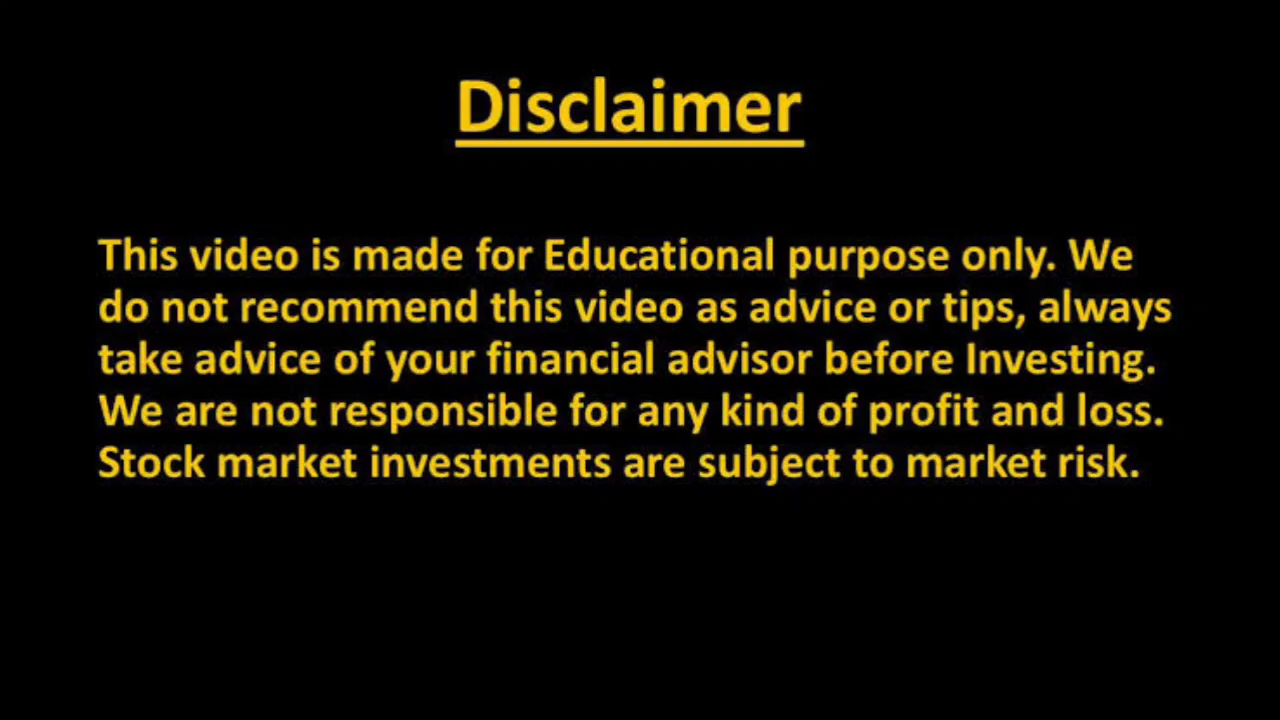 Disclaimer
This video is made for Educational purpose only. We
do not recommend this video as advice or tips, always
take advice of your financial advisor before Investing.
We are not responsible for any kind of profit and loss.
Stock market investments are subject to market risk.